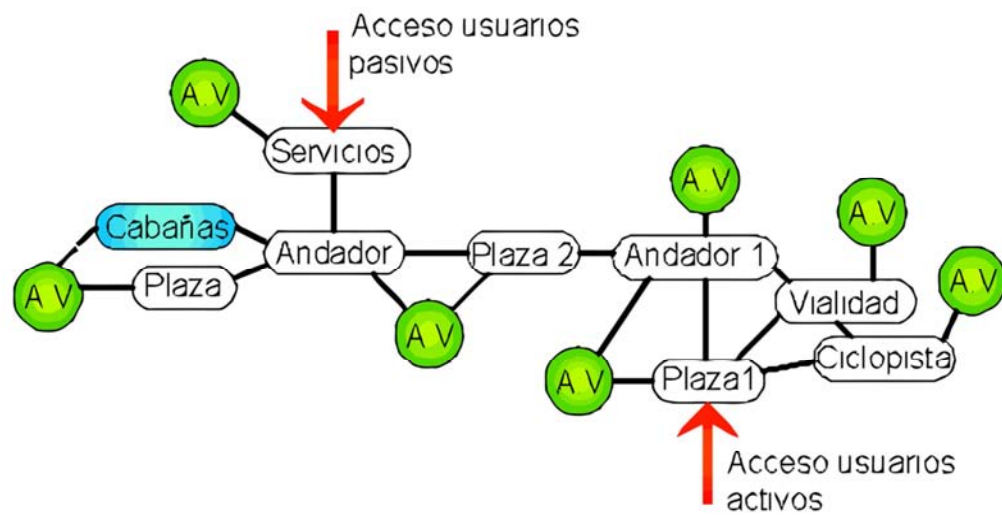 Acceso usuarios
pasivos
A.V
Servicios
A.V
Cabañas
A.V
Andador
Plaza 2
Andador 1
A.V
Plaza
Vialidad
A.V
A.V
A.V
Plaza1
Ciclopista
Acceso usuarios
activos